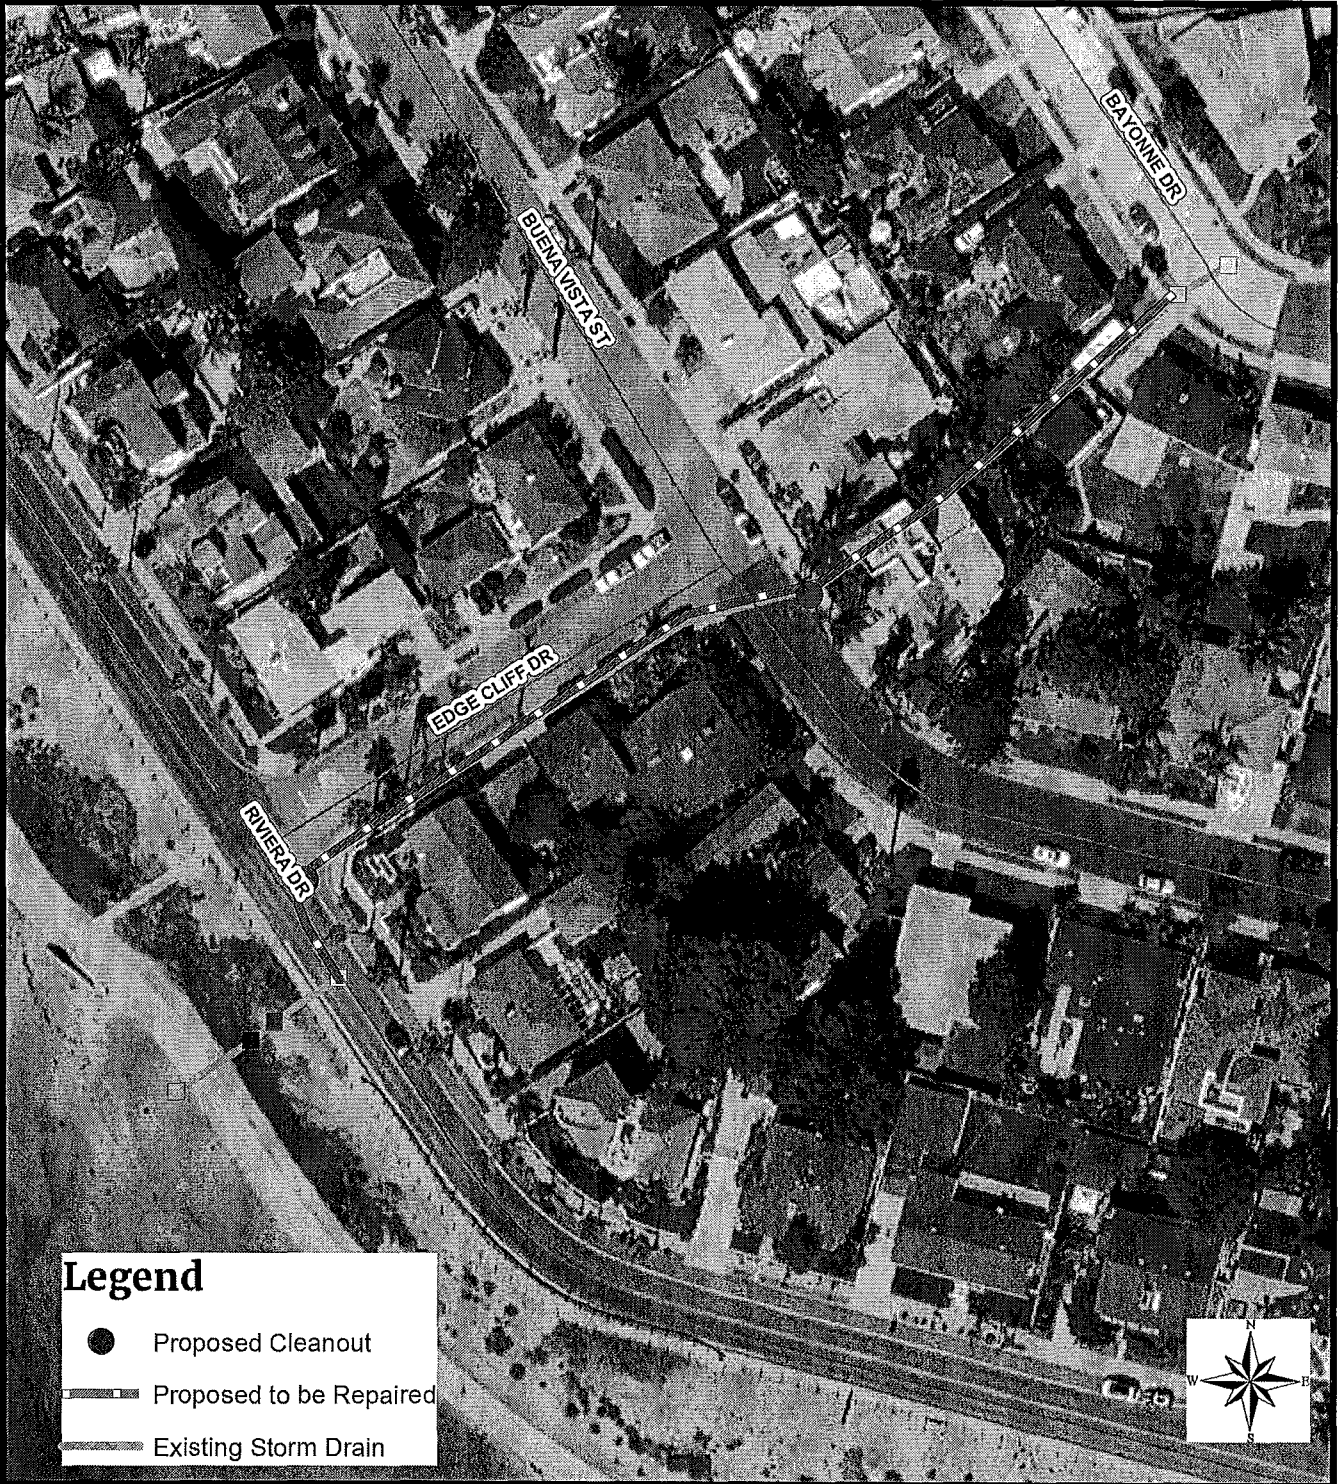 BAYONNE DR
BUENA VISTA ST
EDGE CLIFF DR
RIVIERA DR
Legend
Proposed Cleanout
Proposed to be Repaired
Existing Storm Drain
N
W
E
S